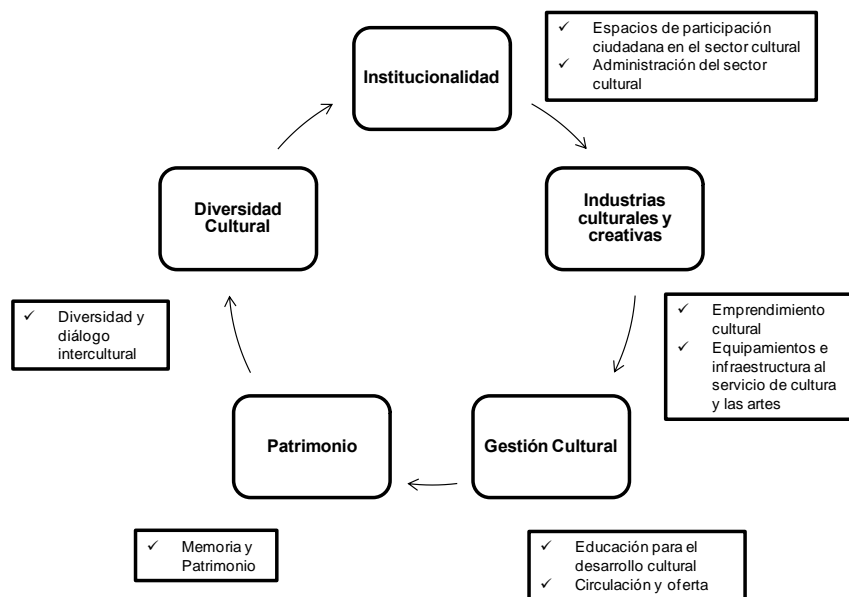 Institucionalidad
✓ Espacios de participación
ciudadana en el sector cultural
✓ Administración del sector
cultural
Diversidad
Cultural
Industrias
culturales y
creativas
✓ Diversidad y
diálogo
intercultural
✓ Emprendimiento
cultural
✓ Equipamientos e
infraestructura al
servicio de cultura
y las artes
Patrimonio
Gestión Cultural
✓ Memoria y
Patrimonio
✓ Educación para el
desarrollo cultural
✓ Circulación y oferta